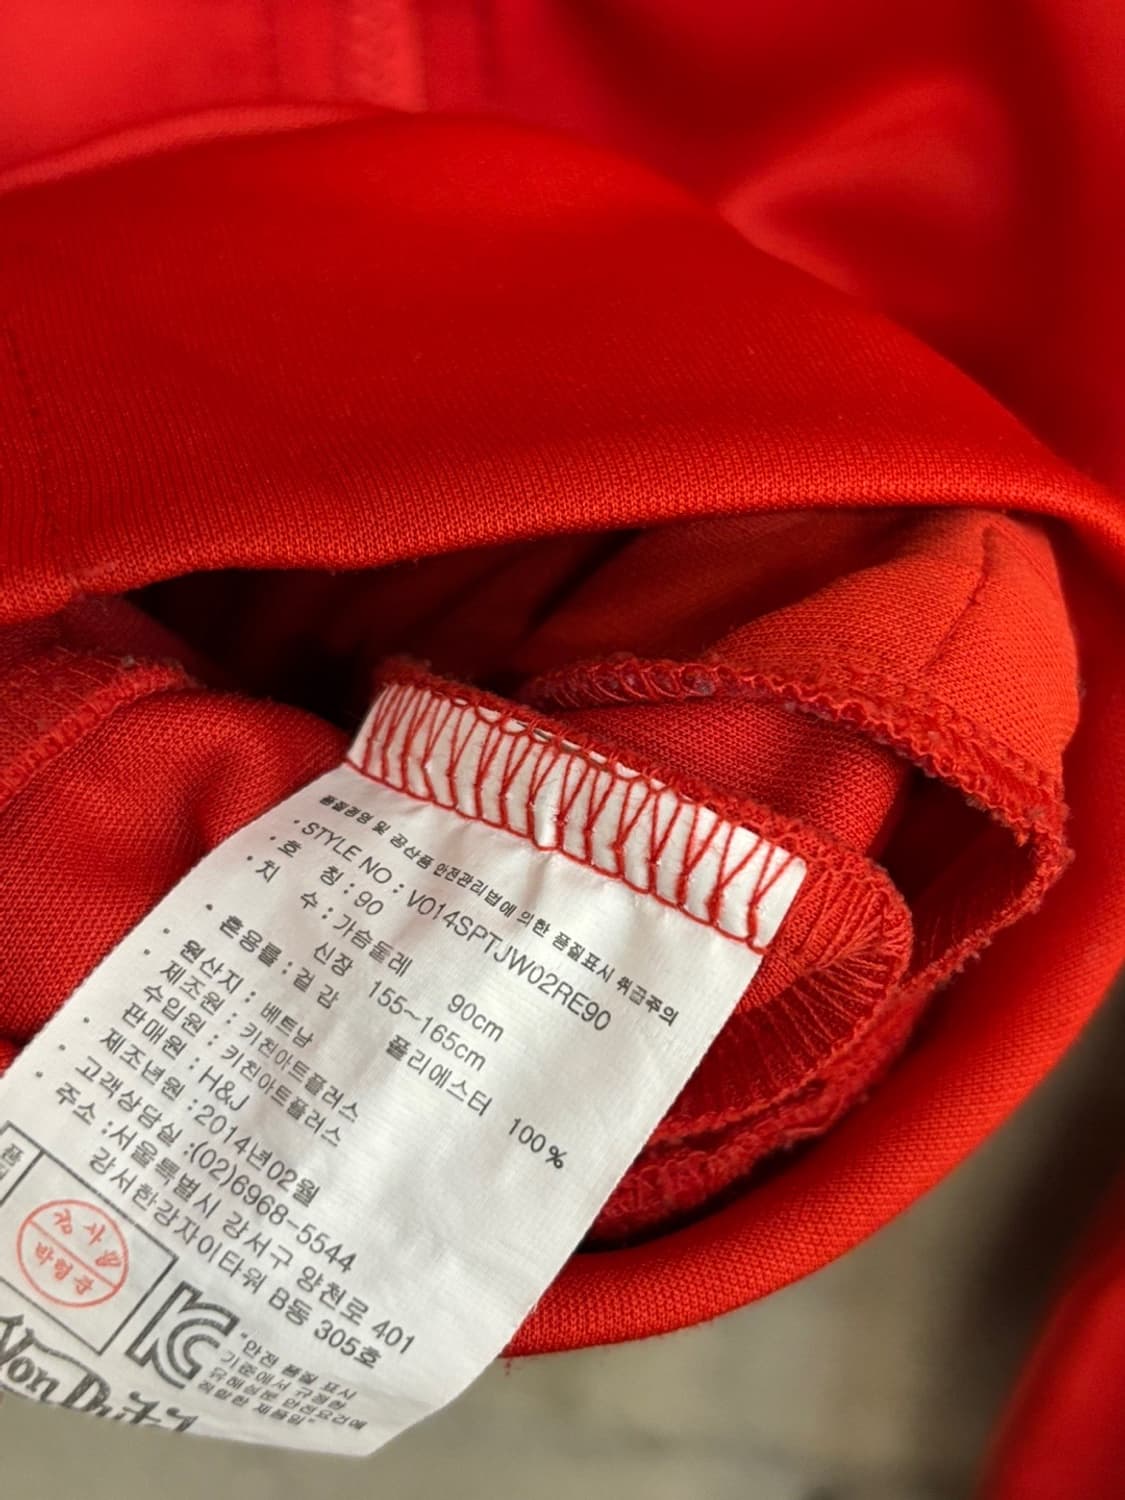 품질경영 및 공산품 안전관리법에 의한 품질표시 취급주의
· STYLE NO : V014SPTJW02RE90
· 호 칭 : 90
· 치 수 : 가슴둘레 90cm
신장 155~165cm
· 혼용률 : 겉감 폴리에스터 100%
· 원산지 : 베트남
· 제조원 : 키친아트플러스
· 수입원 : 키친아트플러스
· 판매원 : H&J
· 제조년월 : 2014년02월
· 고객상담실 :(02)6968-5544
· 주소 :서울특별시 강서구 양천로 401
강서한강자이타워 B동 305호
품질
검사
KC
"안전 품질 표시
기준에서 규정한
유해성분 안전요건에
적합한 제품임"
Von Dutch